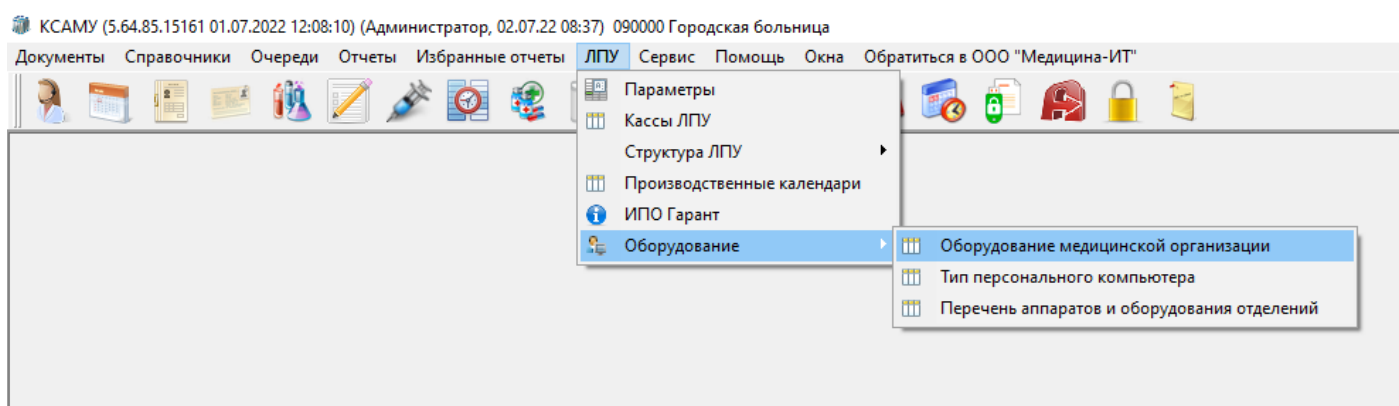 КСАМУ (5.64.85.15161 01.07.2022 12:08:10) (Администратор, 02.07.22 08:37) 090000 Городская больница
Документы Справочники Очереди Отчеты Избранные отчеты ЛПУ Сервис Помощь Окна Обратиться в ООО "Медицина-ИТ"
Параметры
Кассы ЛПУ
Структура ЛПУ
Производственные календари
ИПО Гарант
Оборудование
Оборудование медицинской организации
Тип персонального компьютера
Перечень аппаратов и оборудования отделений